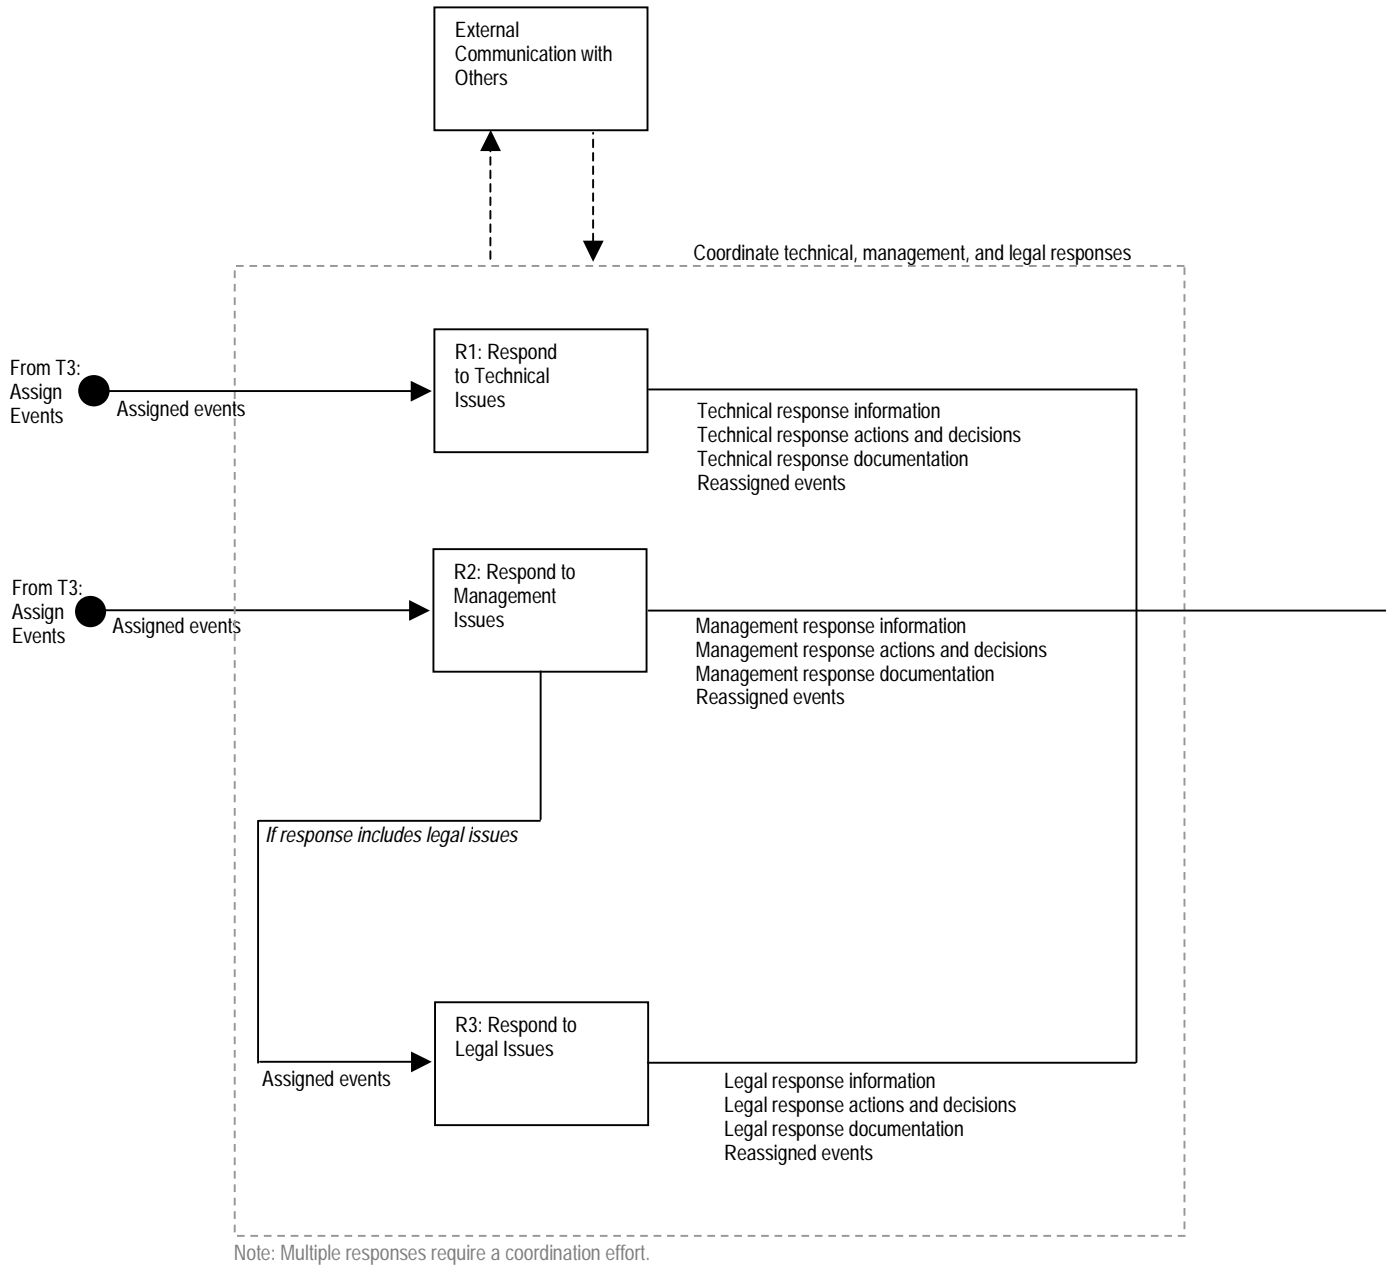 External
Communication with
Others
Coordinate technical, management, and legal responses
From T3:
Assign
Events
Assigned events
R1: Respond
to Technical
Issues
Technical response information
Technical response actions and decisions
Technical response documentation
Reassigned events
From T3:
Assign
Events
Assigned events
R2: Respond to
Management
Issues
Management response information
Management response actions and decisions
Management response documentation
Reassigned events
If response includes legal issues
Assigned events
R3: Respond to
Legal Issues
Legal response information
Legal response actions and decisions
Legal response documentation
Reassigned events
Note: Multiple responses require a coordination effort.